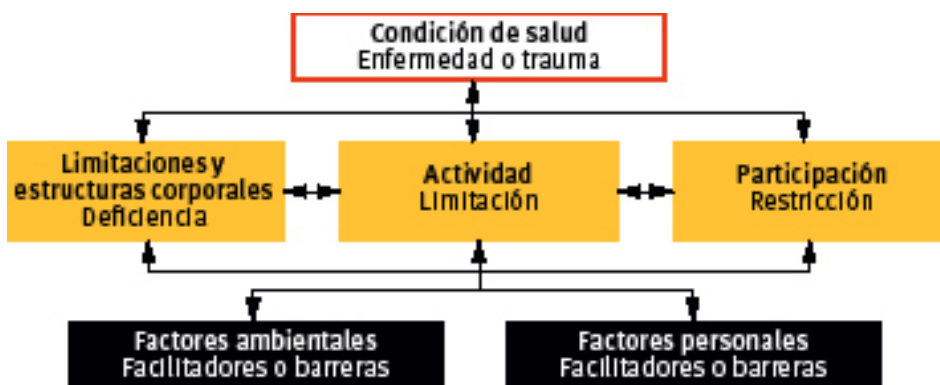 Condición de salud
Enfermedad o trauma
Limitaciones y
estructuras corporales
Deficiencia
Actividad
Limitación
Participación
Restricción
Factores ambientales
Facilitadores o barreras
Factores personales
Facilitadores o barreras